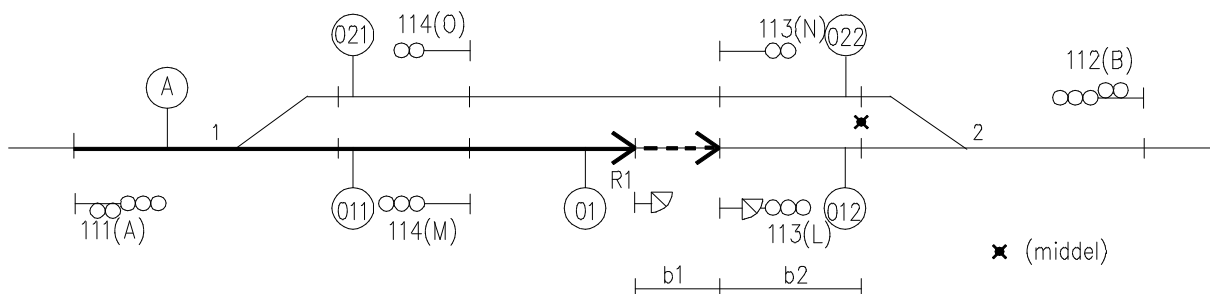 021
114(O)
113(N)
022
112(B)
A
1
2
R1
111(A)
011
114(M)
01
113(L)
012
(middel)
b1
b2